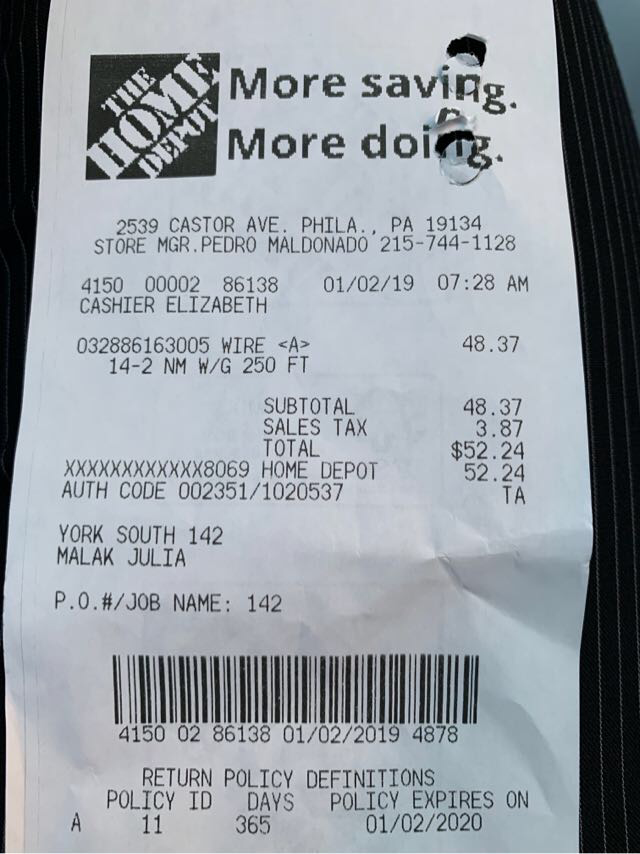 THE
HOME
DEPOT
More saving.
More doing.
2539 CASTOR AVE. PHILA., PA 19134
STORE MGR.PEDRO MALDONADO 215-744-1128
4150 00002 86138 01/02/19 07:28 AM
CASHIER ELIZABETH
032886163005 WIRE <A> 48.37
14-2 NM W/G 250 FT
SUBTOTAL 48.37
SALES TAX 3.87
TOTAL $52.24
XXXXXXXXXXXX8069 HOME DEPOT 52.24
AUTH CODE 002351/1020537 TA
YORK SOUTH 142
MALAK JULIA
P.O.#/JOB NAME: 142
4150 02 86138 01/02/2019 4878
RETURN POLICY DEFINITIONS
POLICY ID DAYS POLICY EXPIRES ON
A 11 365 01/02/2020